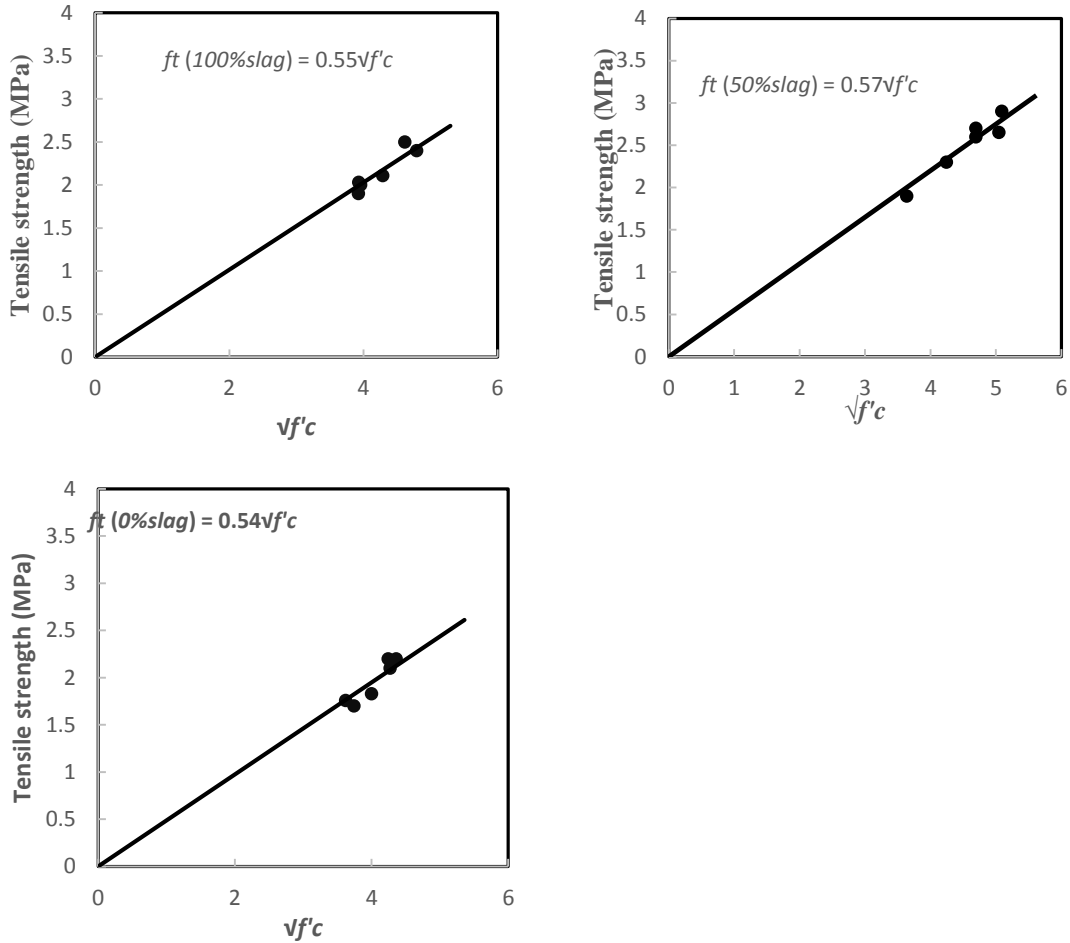 4
3.5
3
2.5
2
1.5
1
0.5
0
0 2 4 6
Tensile strength (MPa)
ft (100%slag) = 0.55√f'c
√f'c
4
3.5
3
2.5
2
1.5
1
0.5
0
0 1 2 3 4 5 6
Tensile strength (MPa)
ft (50%slag) = 0.57√f'c
√f'c
4
3.5
3
2.5
2
1.5
1
0.5
0
0 2 4 6
Tensile strength (MPa)
ft (0%slag) = 0.54√f'c
√f'c